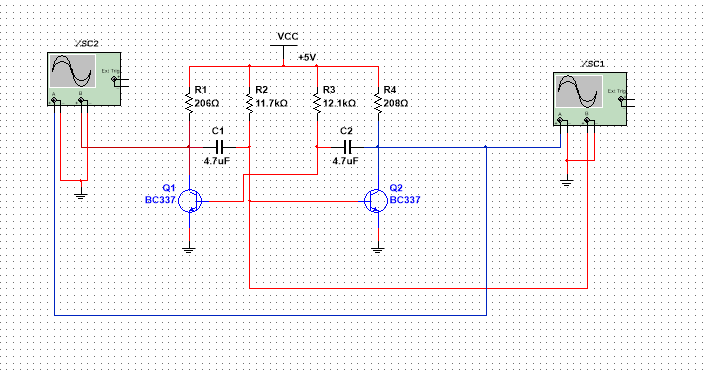 XSC2
VCC
+5V
XSC1
Ext Trig
A
B
R1
206Ω
R2
11.7kΩ
R3
12.1kΩ
R4
208Ω
Ext Trig
A
B
C1
4.7uF
C2
4.7uF
Q1
BC337
Q2
BC337